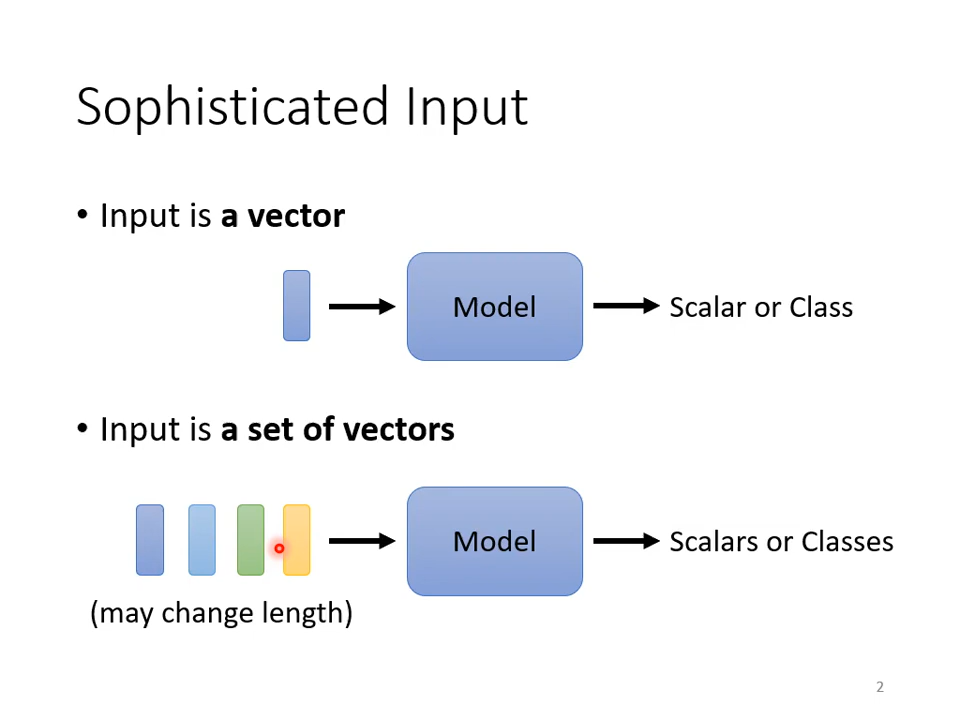 Sophisticated Input
• Input is a vector
Model
Scalar or Class
• Input is a set of vectors
Model
Scalars or Classes
(may change length)
2